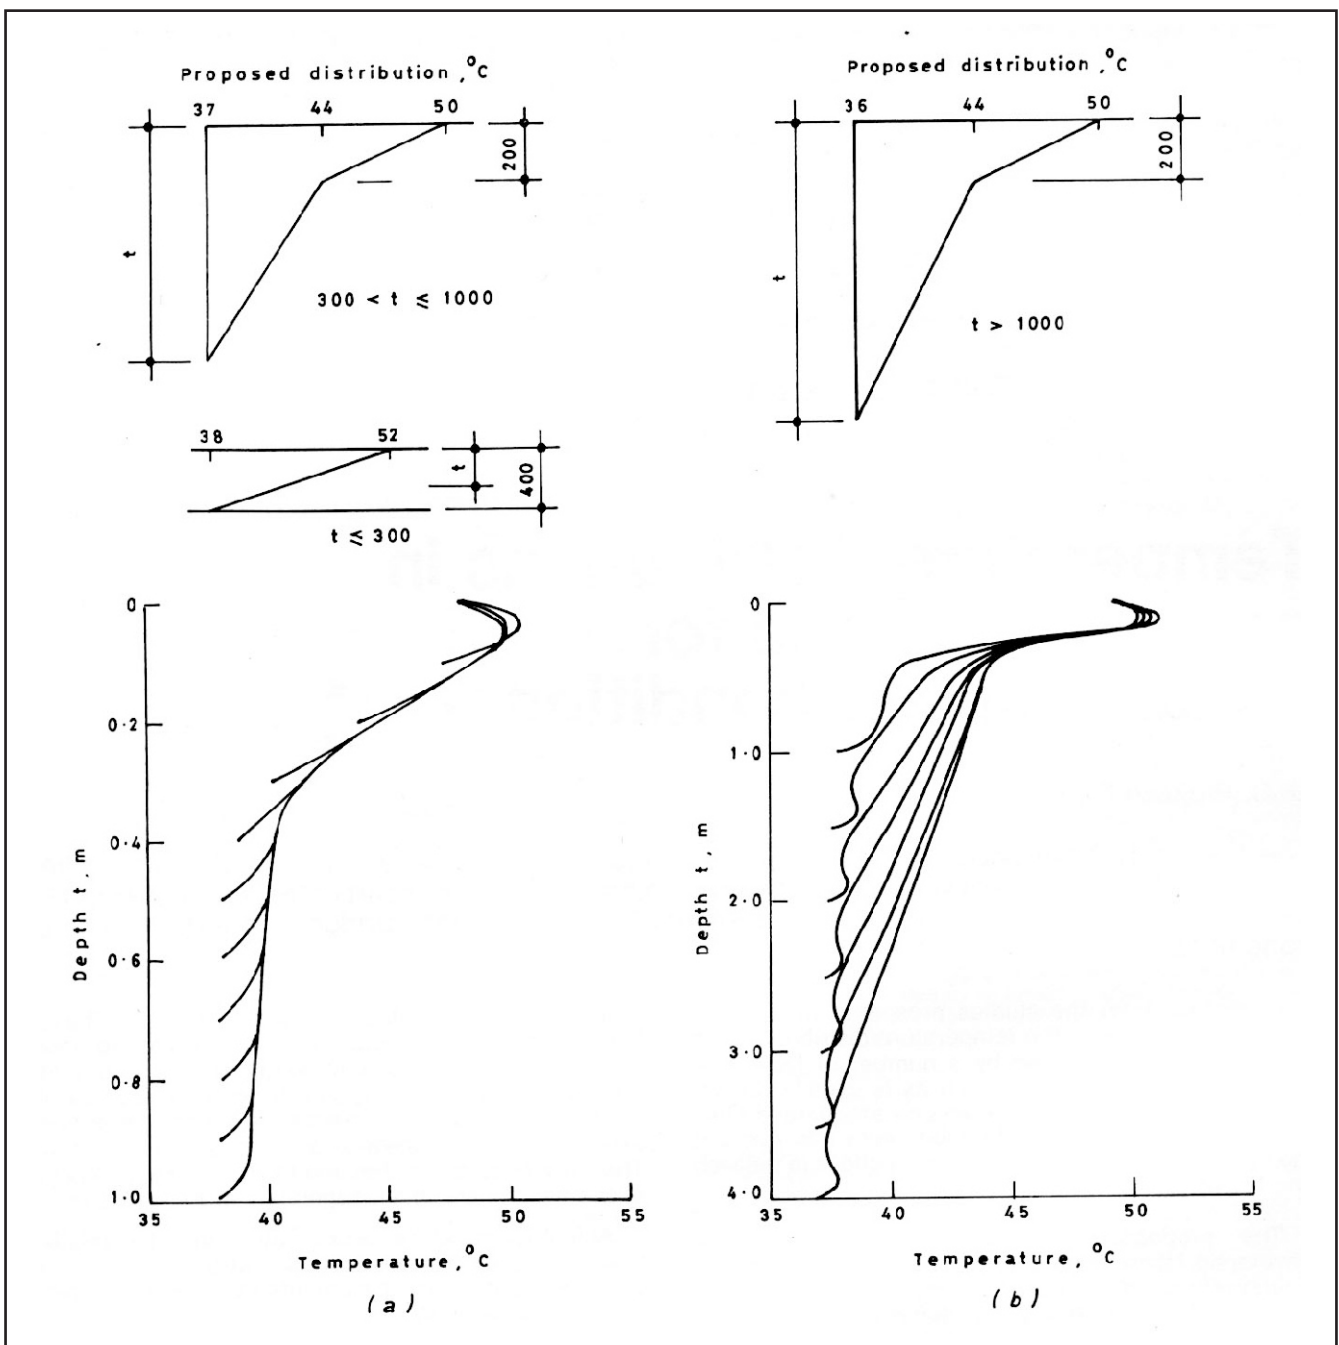 Proposed distribution, °C
37 44 50
200
t
300 < t ≤ 1000
38 52
t
400
t ≤ 300
0
0·2
0·4
0·6
0·8
1·0
Depth t, m
35 40 45 50 55
Temperature, °C
(a)
Proposed distribution, °C
36 44 50
200
t
t > 1000
0
1·0
2·0
3·0
4·0
Depth t, m
35 40 45 50 55
Temperature, °C
(b)